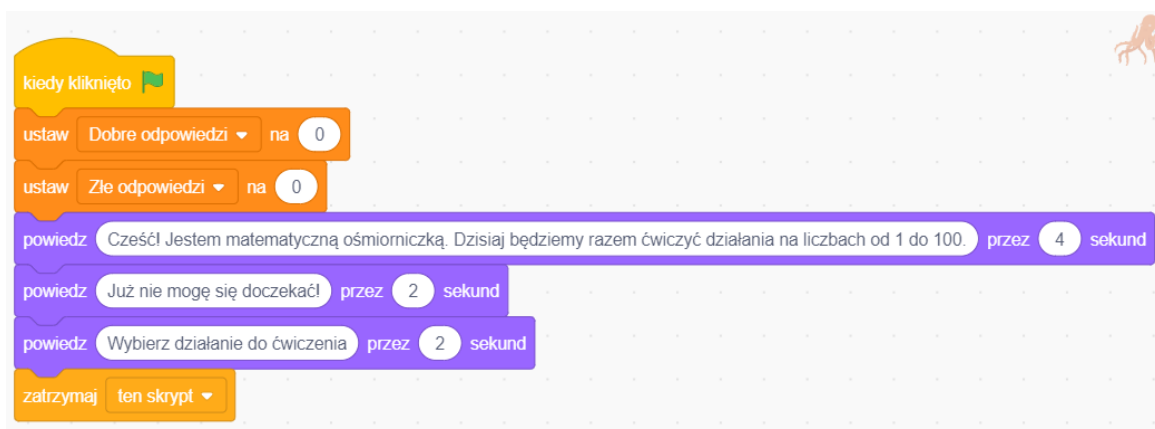 kiedy kliknięto
ustaw Dobre odpowiedzi na 0
ustaw Złe odpowiedzi na 0
powiedz Cześć! Jestem matematyczną ośmiorniczką. Dzisiaj będziemy razem ćwiczyć działania na liczbach od 1 do 100. przez 4 sekund
powiedz Już nie mogę się doczekać! przez 2 sekund
powiedz Wybierz działanie do ćwiczenia przez 2 sekund
zatrzymaj ten skrypt